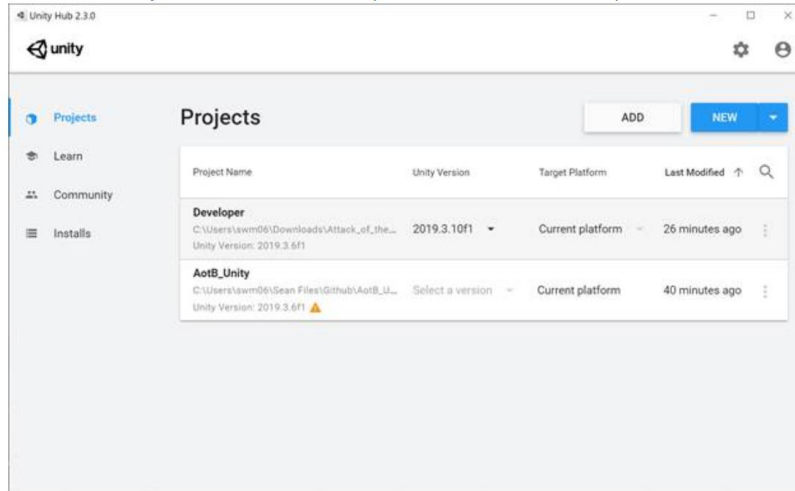 Unity Hub 2.3.0
unity
Projects
Learn
Community
Installs
Projects
ADD
NEW
Project Name Unity Version Target Platform Last Modified
Developer
C:\Users\swm06\Downloads\Attack_of_the...
2019.3.10f1 Current platform 26 minutes ago
Unity Version: 2019.3.6f1
AotB_Unity
C:\Users\swm06\Sean Files\Github\AotB_U...
Select a version Current platform 40 minutes ago
Unity Version: 2019.3.6f1